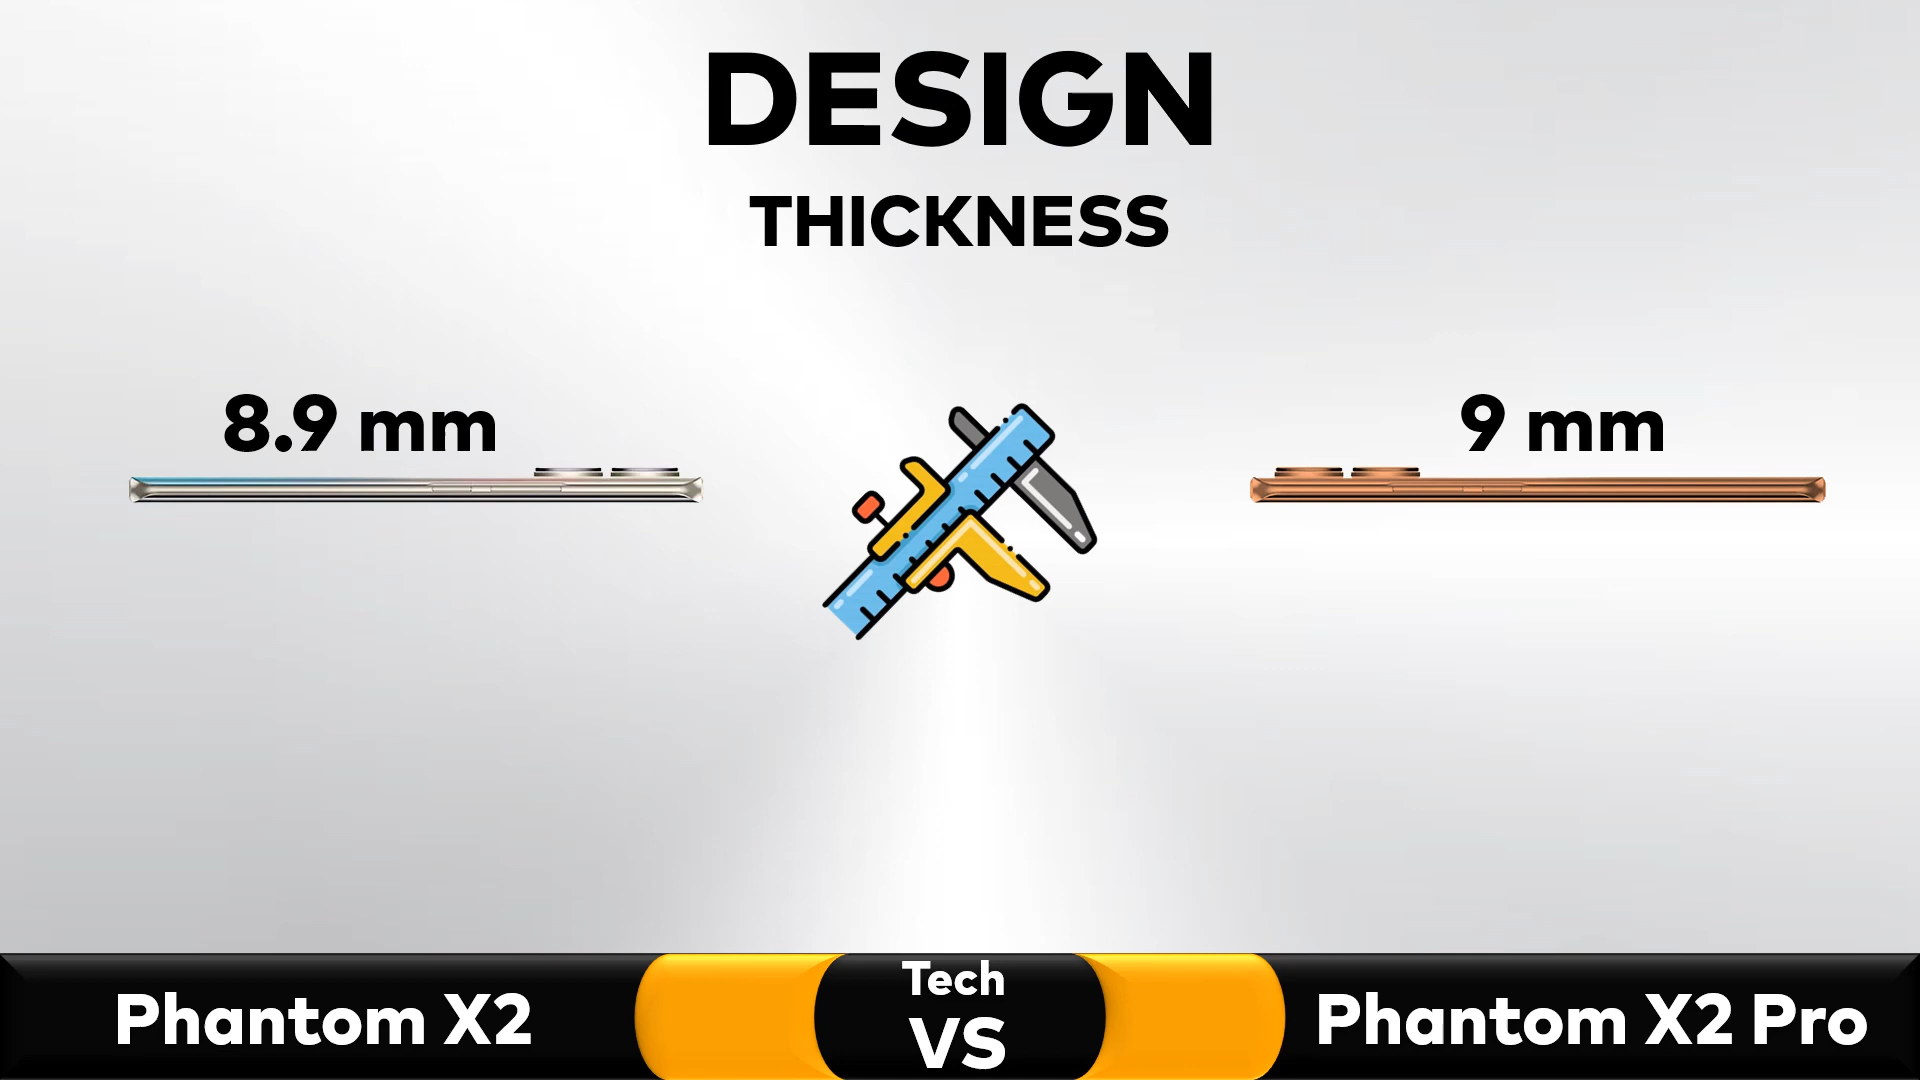 DESIGN
THICKNESS
8.9 mm
9 mm
Phantom X2
Tech
VS
Phantom X2 Pro